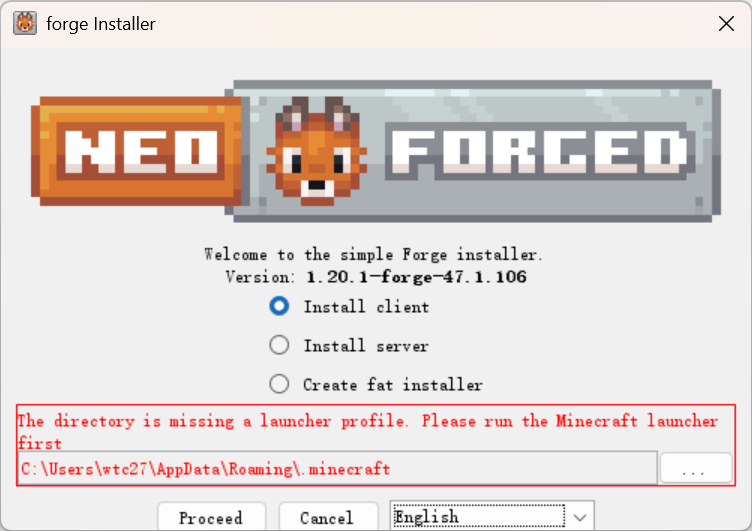 forge Installer
NEO FORGED
Welcome to the simple Forge installer.
Version: 1.20.1-forge-47.1.106
Install client
Install server
Create fat installer
The directory is missing a launcher profile. Please run the Minecraft launcher
first
C:\Users\wtc27\AppData\Roaming\.minecraft
...
Proceed Cancel English